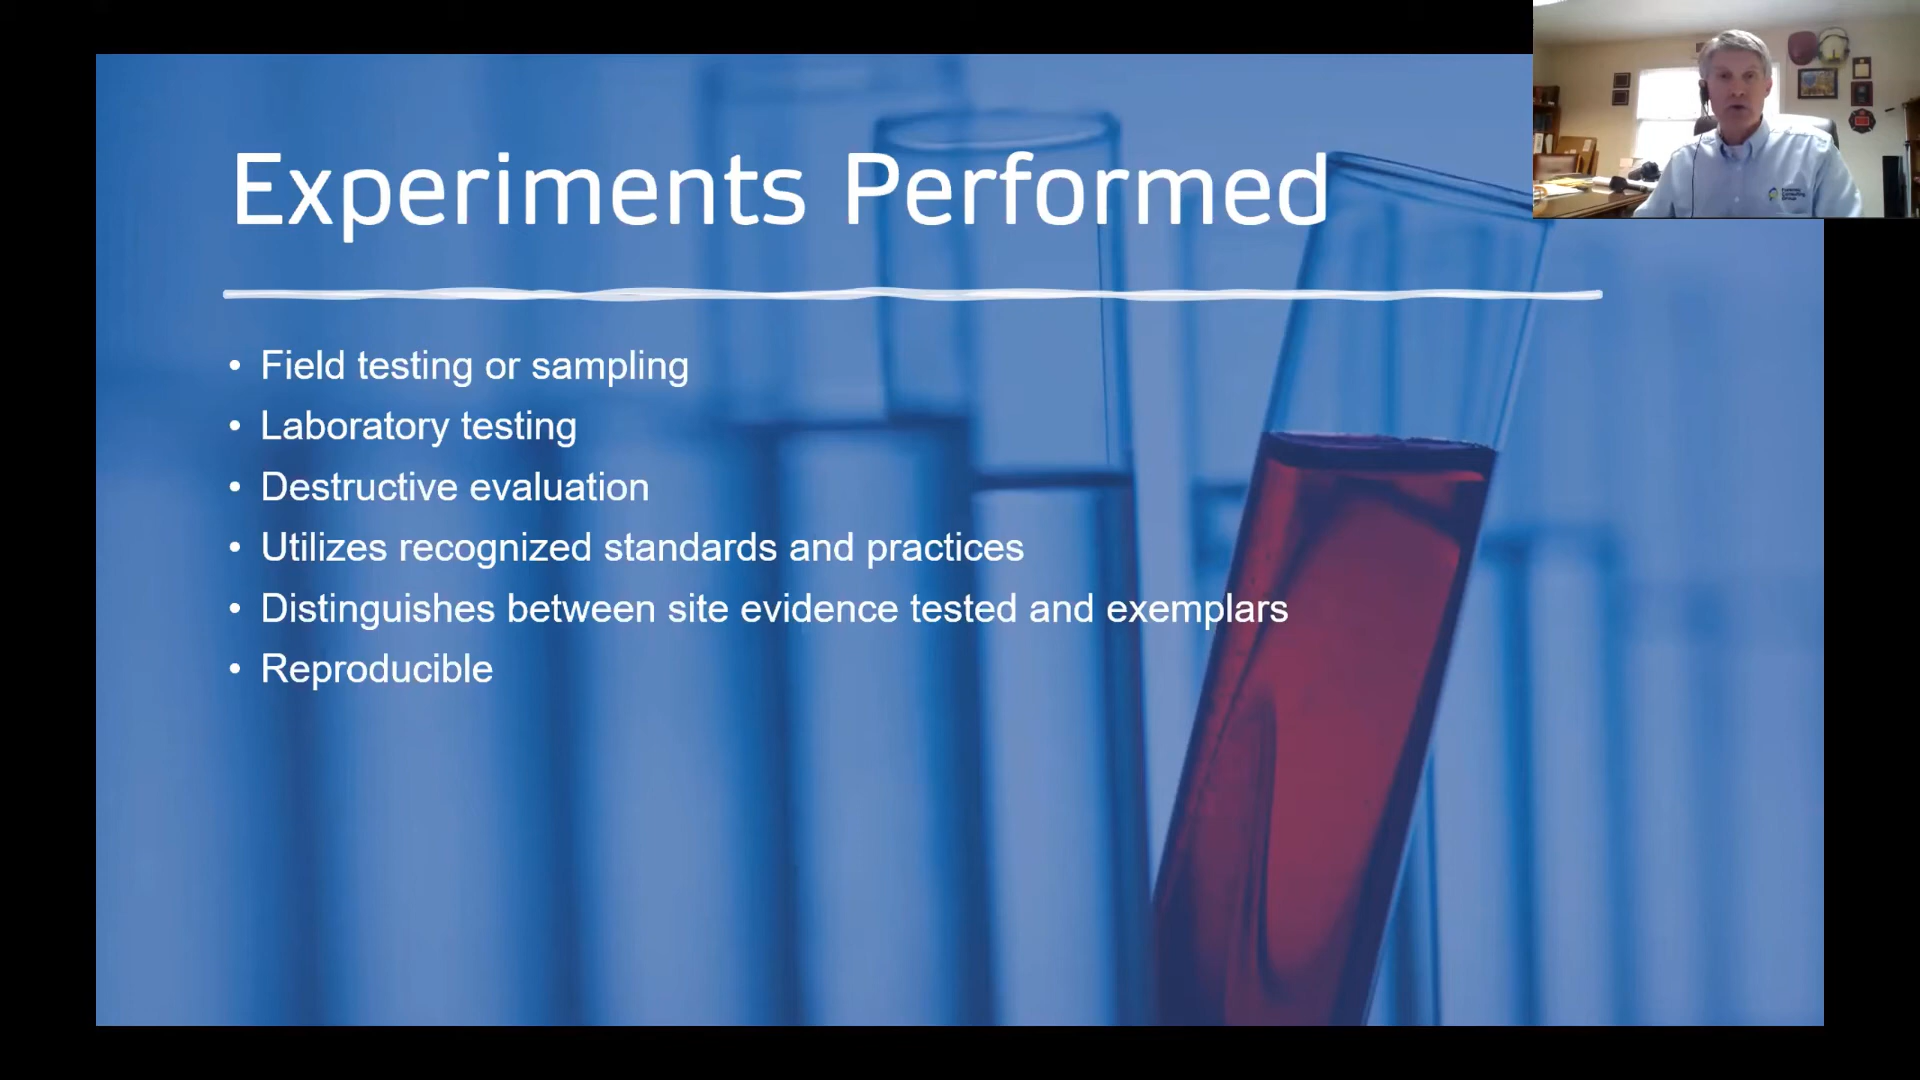 Experiments Performed
• Field testing or sampling
• Laboratory testing
• Destructive evaluation
• Utilizes recognized standards and practices
• Distinguishes between site evidence tested and exemplars
• Reproducible